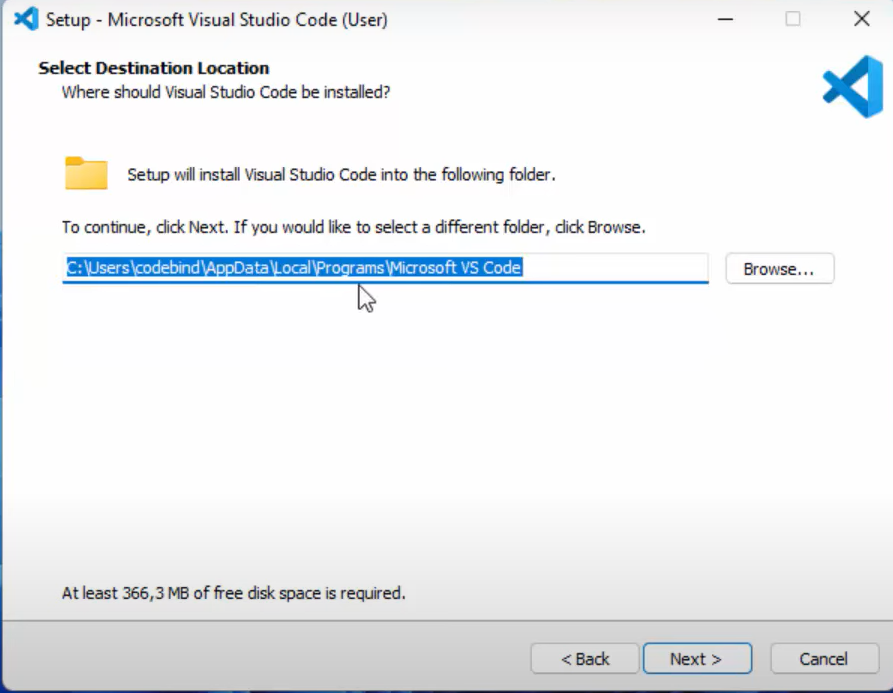 Setup - Microsoft Visual Studio Code (User)
Select Destination Location
Where should Visual Studio Code be installed?
Setup will install Visual Studio Code into the following folder.
To continue, click Next. If you would like to select a different folder, click Browse.
C:\Users\codebind\AppData\Local\Programs\Microsoft VS Code
Browse...
At least 366,3 MB of free disk space is required.
< Back
Next >
Cancel